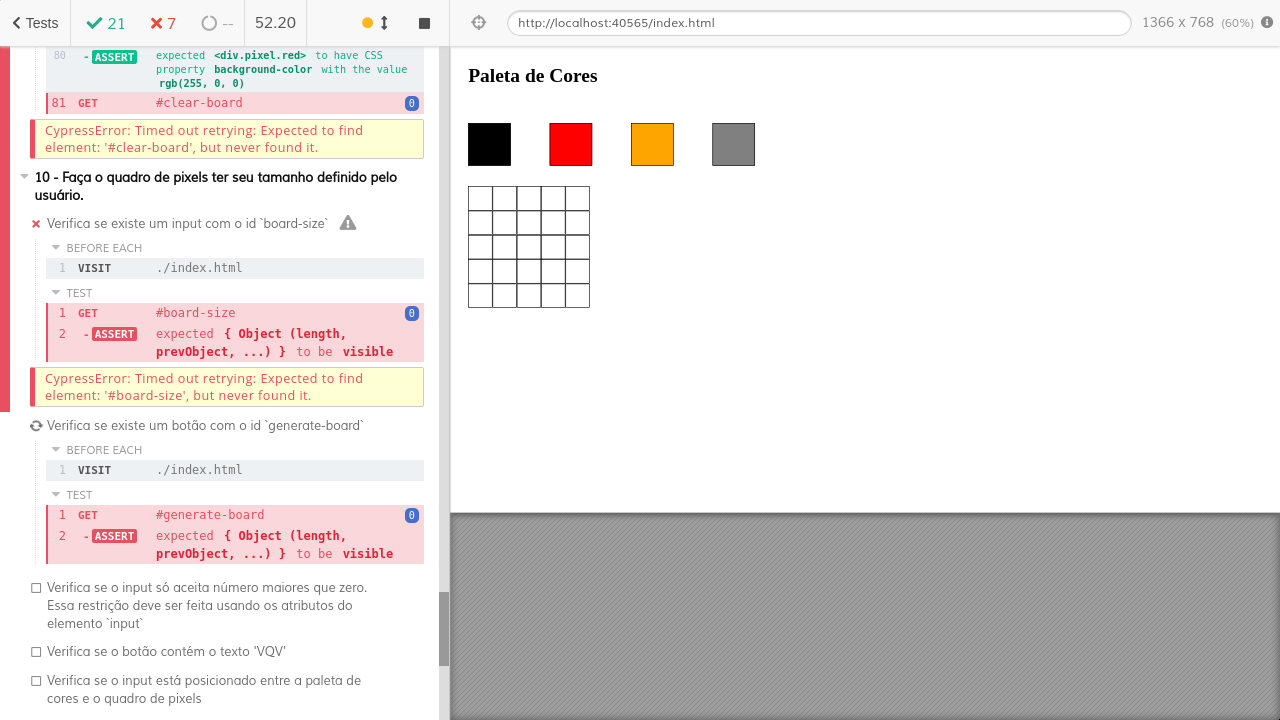 Tests 21 7 -- 52.20
http://localhost:40565/index.html
1366 x 768 (60%)
80 - ASSERT expected <div.pixel.red> to have CSS
property background-color with the value
rgb(255, 0, 0)
81 GET #clear-board 0
CypressError: Timed out retrying: Expected to find
element: '#clear-board', but never found it.
10 - Faça o quadro de pixels ter seu tamanho definido pelo
usuário.
Verifica se existe um input com o id `board-size`
BEFORE EACH
1 VISIT ./index.html
TEST
1 GET #board-size 0
2 - ASSERT expected { Object (length,
prevObject, ...) } to be visible
CypressError: Timed out retrying: Expected to find
element: '#board-size', but never found it.
Verifica se existe um botão com o id `generate-board`
BEFORE EACH
1 VISIT ./index.html
TEST
1 GET #generate-board 0
2 - ASSERT expected { Object (length,
prevObject, ...) } to be visible
Verifica se o input só aceita número maiores que zero.
Essa restrição deve ser feita usando os atributos do
elemento `input`
Verifica se o botão contém o texto 'VQV'
Verifica se o input está posicionado entre a paleta de
cores e o quadro de pixels
Paleta de Cores